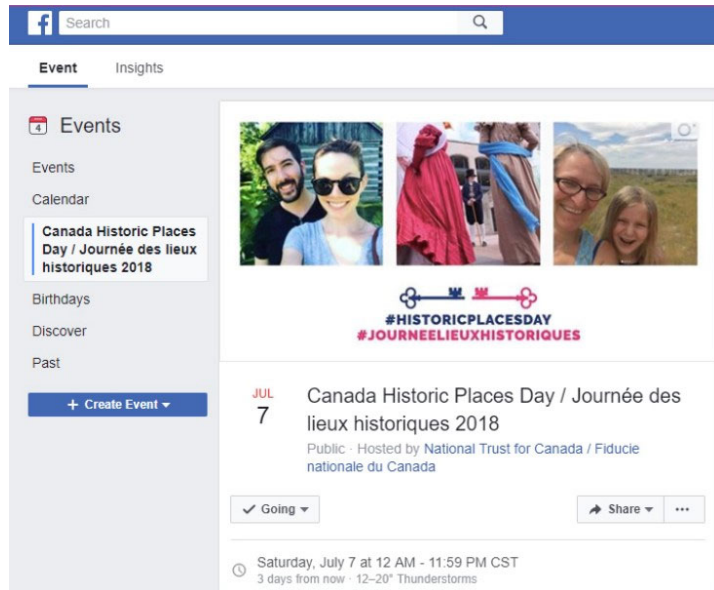 f Search
Event Insights
4 Events
Events
Calendar
Canada Historic Places
Day / Journée des lieux
historiques 2018
Birthdays
Discover
Past
+ Create Event
#HISTORICPLACESDAY
#JOURNEELIEUXHISTORIQUES
JUL
7
Canada Historic Places Day / Journée des
lieux historiques 2018
Public · Hosted by National Trust for Canada / Fiducie
nationale du Canada
Going
Share ...
Saturday, July 7 at 12 AM - 11:59 PM CST
3 days from now · 12–20° Thunderstorms